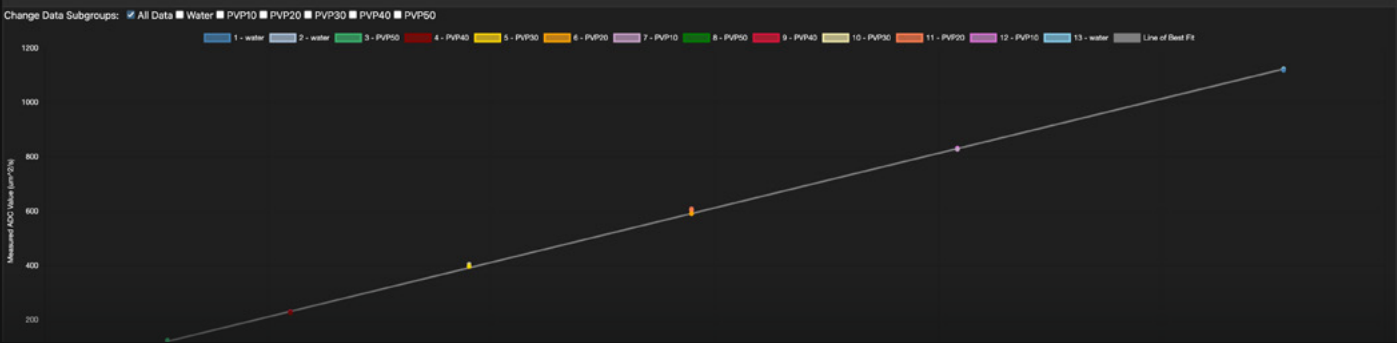 Change Data Subgroups: All Data Water PVP10 PVP20 PVP30 PVP40 PVP50
1 - water 2 - water 3 - PVP50 4 - PVP40 5 - PVP30 6 - PVP20 7 - PVP10 8 - PVP50 9 - PVP40 10 - PVP30 11 - PVP20 12 - PVP10 13 - water Line of Best Fit
1200
1000
800
600
400
200
Measured ADC Value (um^2/s)